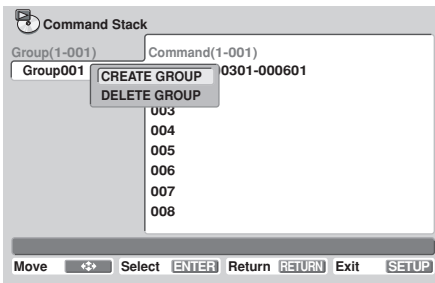 Command Stack
Group(1-001)
Command(1-001)
Group001
CREATE GROUP
0301-000601
DELETE GROUP
003
004
005
006
007
008
Move Select ENTER Return RETURN Exit SETUP